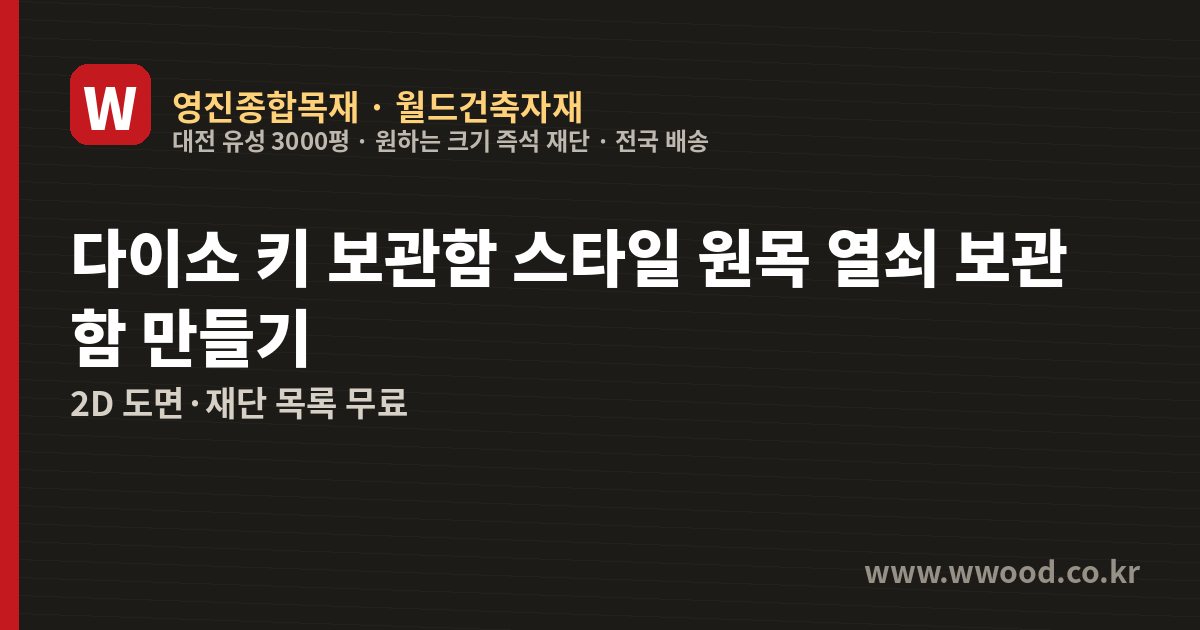 W
영진종합목재 · 월드건축자재
대전 유성 3000평 · 원하는 크기 즉석 재단 · 전국 배송
다이소 키 보관함 스타일 원목 열쇠 보관
함 만들기
2D 도면·재단 목록 무료
www.wwood.co.kr